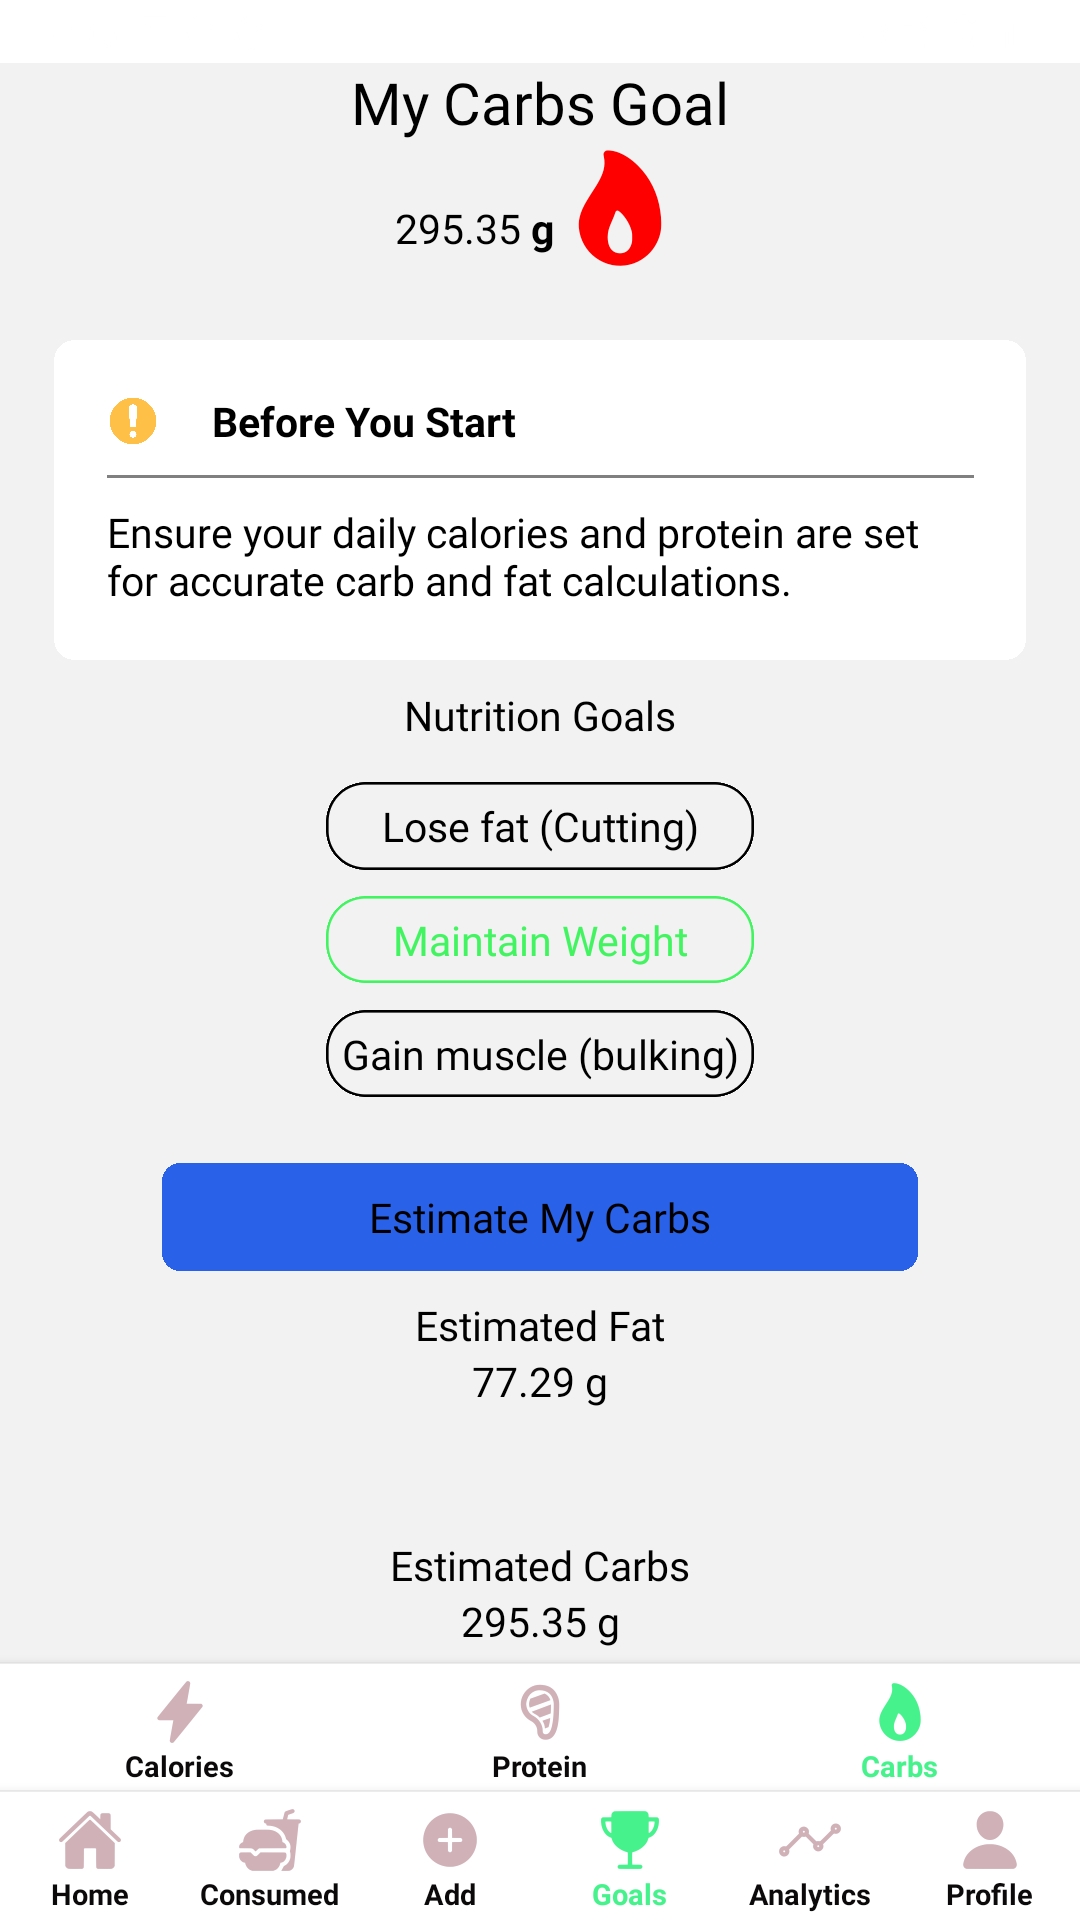 My Carbs Goal
295.35 g
Before You Start
Ensure your daily calories and protein are set
for accurate carb and fat calculations.
Nutrition Goals
Lose fat (Cutting)
Maintain Weight
Gain muscle (bulking)
Estimate My Carbs
Estimated Fat
77.29 g
Estimated Carbs
295.35 g
Calories Protein Carbs
Home Consumed Add Goals Analytics Profile